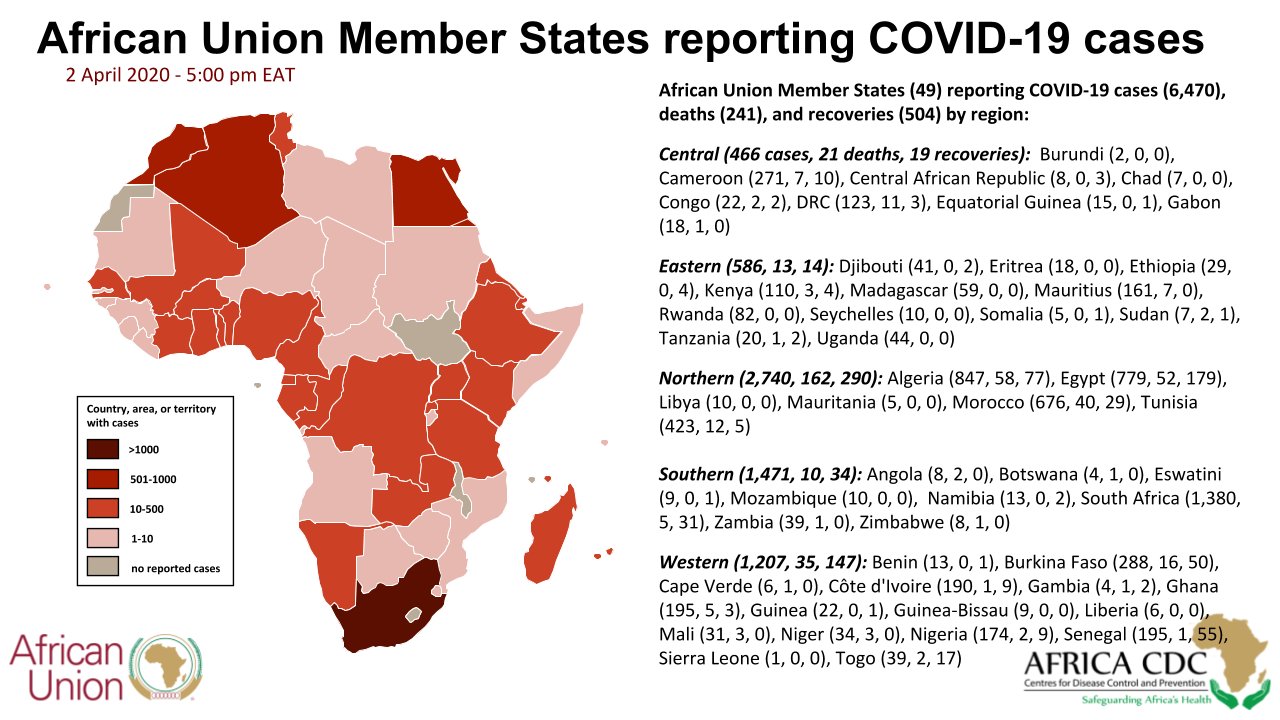 African Union Member States reporting COVID-19 cases
2 April 2020 - 5:00 pm EAT
African Union Member States (49) reporting COVID-19 cases (6,470),
deaths (241), and recoveries (504) by region:
Central (466 cases, 21 deaths, 19 recoveries): Burundi (2, 0, 0),
Cameroon (271, 7, 10), Central African Republic (8, 0, 3), Chad (7, 0, 0),
Congo (22, 2, 2), DRC (123, 11, 3), Equatorial Guinea (15, 0, 1), Gabon
(18, 1, 0)
Eastern (586, 13, 14): Djibouti (41, 0, 2), Eritrea (18, 0, 0), Ethiopia (29,
0, 4), Kenya (110, 3, 4), Madagascar (59, 0, 0), Mauritius (161, 7, 0),
Rwanda (82, 0, 0), Seychelles (10, 0, 0), Somalia (5, 0, 1), Sudan (7, 2, 1),
Tanzania (20, 1, 2), Uganda (44, 0, 0)
Northern (2,740, 162, 290): Algeria (847, 58, 77), Egypt (779, 52, 179),
Libya (10, 0, 0), Mauritania (5, 0, 0), Morocco (676, 40, 29), Tunisia
(423, 12, 5)
Southern (1,471, 10, 34): Angola (8, 2, 0), Botswana (4, 1, 0), Eswatini
(9, 0, 1), Mozambique (10, 0, 0), Namibia (13, 0, 2), South Africa (1,380,
5, 31), Zambia (39, 1, 0), Zimbabwe (8, 1, 0)
Western (1,207, 35, 147): Benin (13, 0, 1), Burkina Faso (288, 16, 50),
Cape Verde (6, 1, 0), Côte d'Ivoire (190, 1, 9), Gambia (4, 1, 2), Ghana
(195, 5, 3), Guinea (22, 0, 1), Guinea-Bissau (9, 0, 0), Liberia (6, 0, 0),
Mali (31, 3, 0), Niger (34, 3, 0), Nigeria (174, 2, 9), Senegal (195, 1, 55),
Sierra Leone (1, 0, 0), Togo (39, 2, 17)
Country, area, or territory
with cases
>1000
501-1000
10-500
1-10
no reported cases
African
Union
AFRICA CDC
Centres for Disease Control and Prevention
Safeguarding Africa's Health